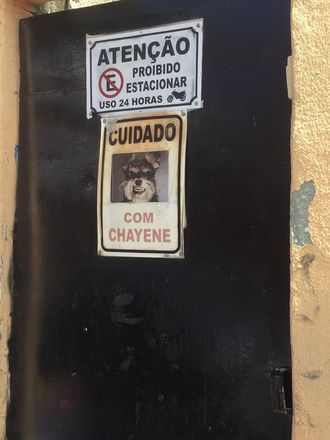 ATENÇÃO
E PROIBIDO
ESTACIONAR
USO 24 HORAS
CUIDADO
COM
CHAYENE